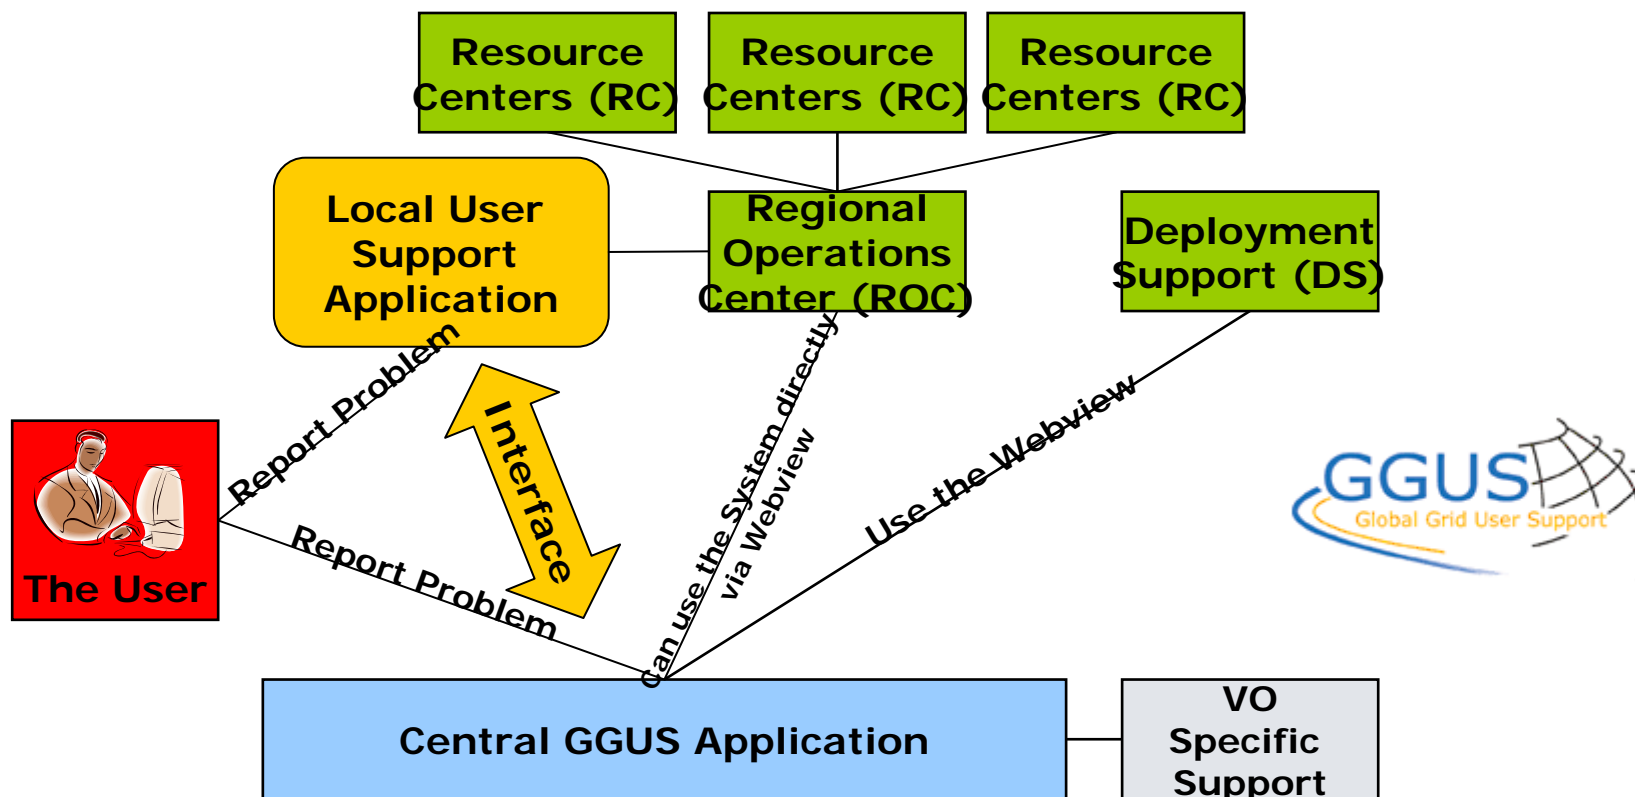 Resource
Centers (RC)
Resource
Centers (RC)
Resource
Centers (RC)
Local User
Support
Application
Regional
Operations
Center (ROC)
Deployment
Support (DS)
Report Problem
Interface
Can use the System directly
via Webview
Use the Webview
GGUS
Global Grid User Support
The User
Report Problem
Central GGUS Application
VO
Specific
Support